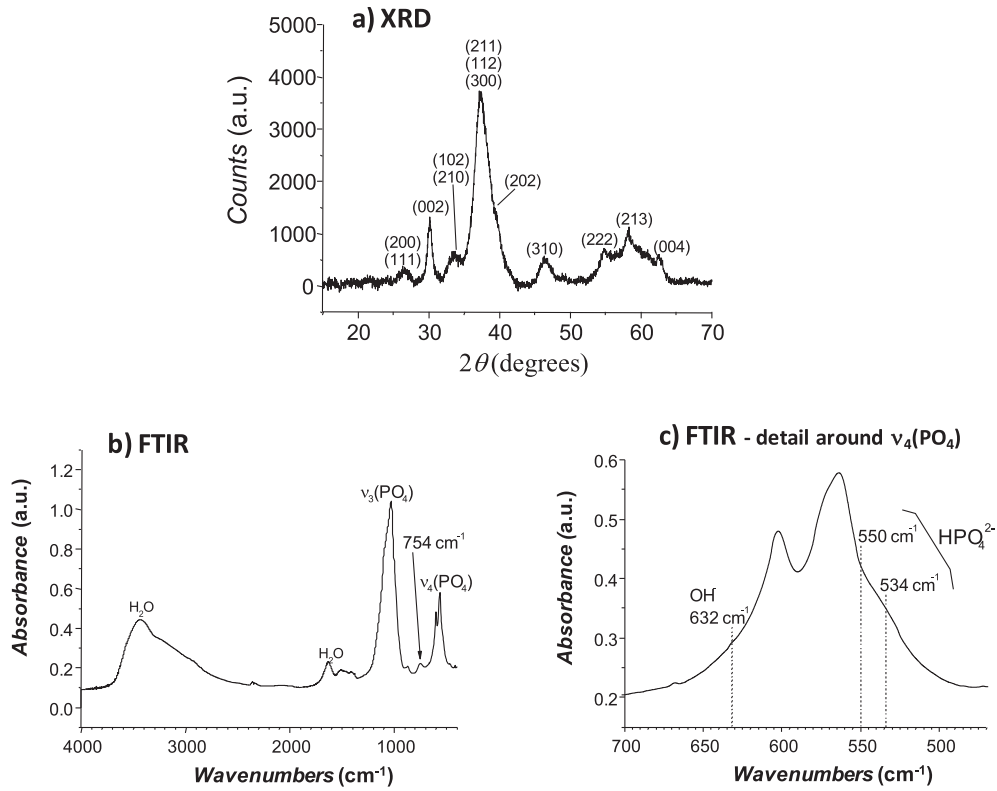 a) XRD
5000
4000
3000
2000
1000
0
Counts (a.u.)
(211)
(112)
(300)
(102)
(210)
(202)
(002)
(200)
(111)
(310)
(222)
(213)
(004)
20 30 40 50 60 70
2θ (degrees)
b) FTIR
1.2
1.0
0.8
0.6
0.4
0.2
0.0
Absorbance (a.u.)
H₂O
H₂O
ν₃(PO₄)
754 cm⁻¹
ν₄(PO₄)
4000 3000 2000 1000
Wavenumbers (cm⁻¹)
c) FTIR - detail around ν₄(PO₄)
0.6
0.5
0.4
0.3
0.2
Absorbance (a.u.)
OH⁻
632 cm⁻¹
550 cm⁻¹
534 cm⁻¹
HPO₄²⁻
700 650 600 550 500
Wavenumbers (cm⁻¹)